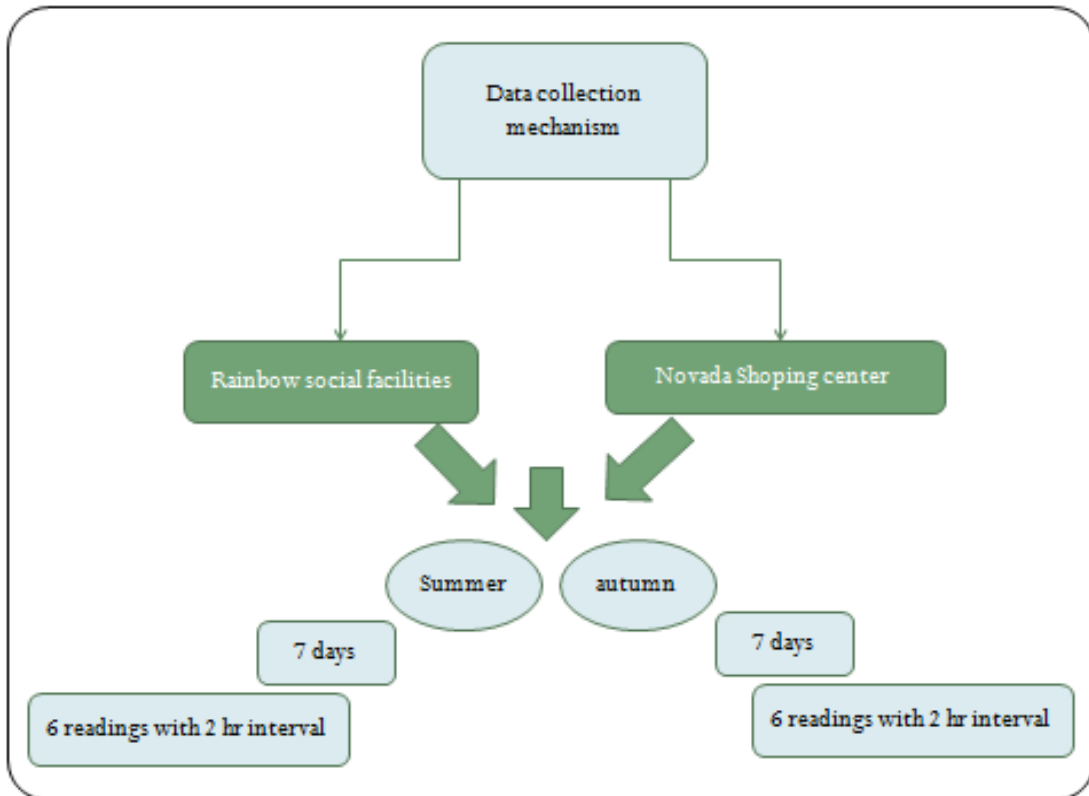 Data collection
mechanism
Rainbow social facilities
Novada Shoping center
Summer
autumn
7 days
7 days
6 readings with 2 hr interval
6 readings with 2 hr interval